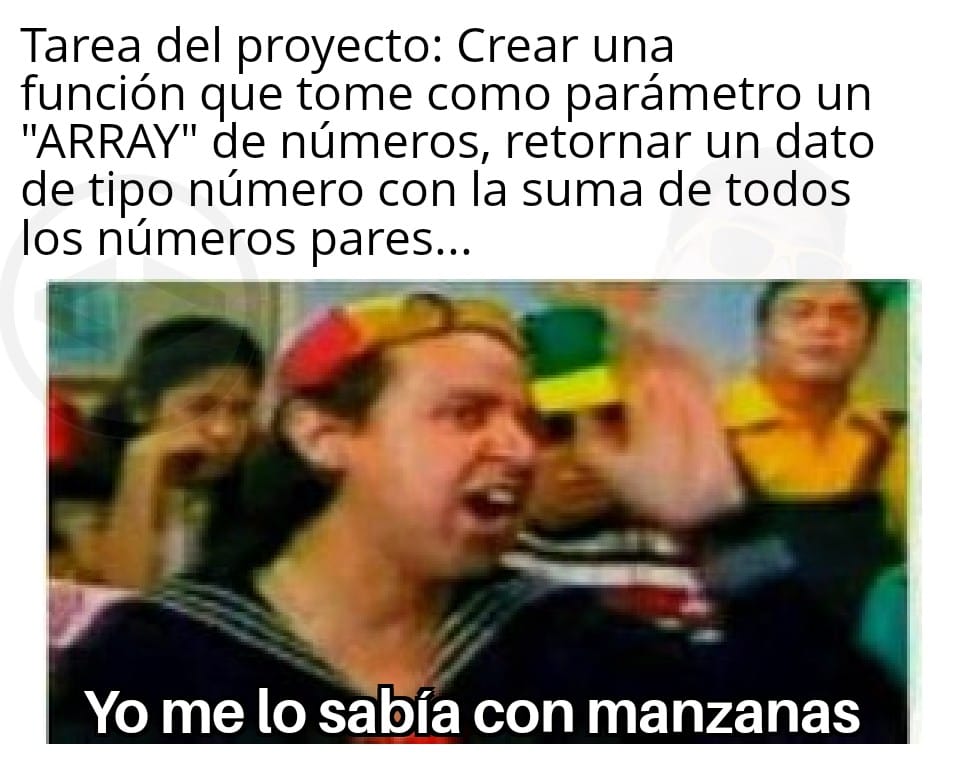 Tarea del proyecto: Crear una
función que tome como parámetro un
"ARRAY" de números, retornar un dato
de tipo número con la suma de todos
los números pares...
Yo me lo sabía con manzanas